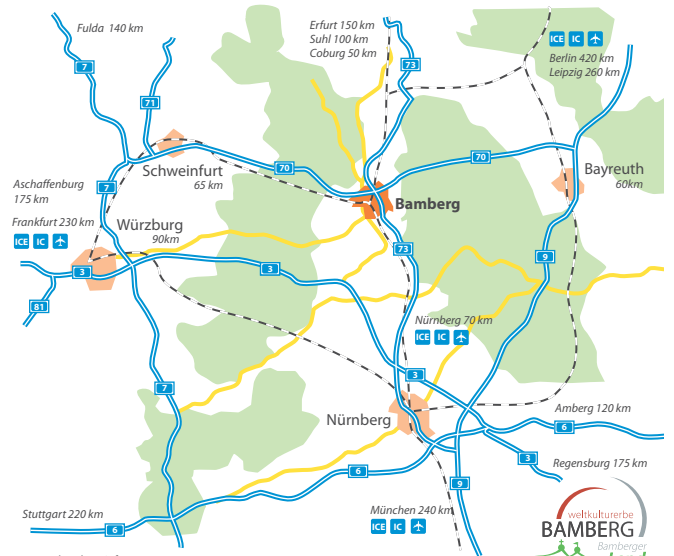 Fulda 140 km
Erfurt 150 km
Suhl 100 km
Coburg 50 km
ICE IC
Berlin 420 km
Leipzig 260 km
7
71
73
70
70
Schweinfurt
65 km
Bayreuth
60km
Aschaffenburg
175 km
7
Bamberg
Frankfurt 230 km
ICE IC
Würzburg
90km
73
9
3
3
81
Nürnberg 70 km
ICE IC
3
7
Nürnberg
Amberg 120 km
6
6
3
Regensburg 175 km
9
Stuttgart 220 km
6
München 240 km
ICE IC
weltkulturerbe
BAMBERG
Bamberger